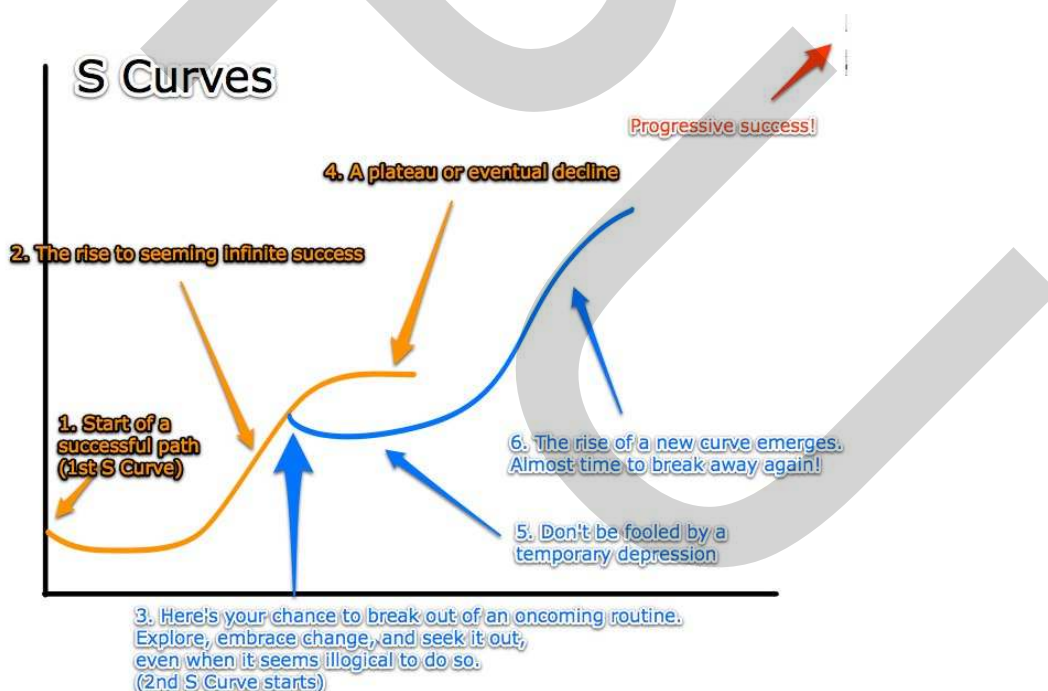 S Curves
Progressive success!
4. A plateau or eventual decline
2. The rise to seeming infinite success
1. Start of a
successful path
(1st S Curve)
6. The rise of a new curve emerges.
Almost time to break away again!
5. Don't be fooled by a
temporary depression
3. Here's your chance to break out of an oncoming routine.
Explore, embrace change, and seek it out,
even when it seems illogical to do so.
(2nd S Curve starts)